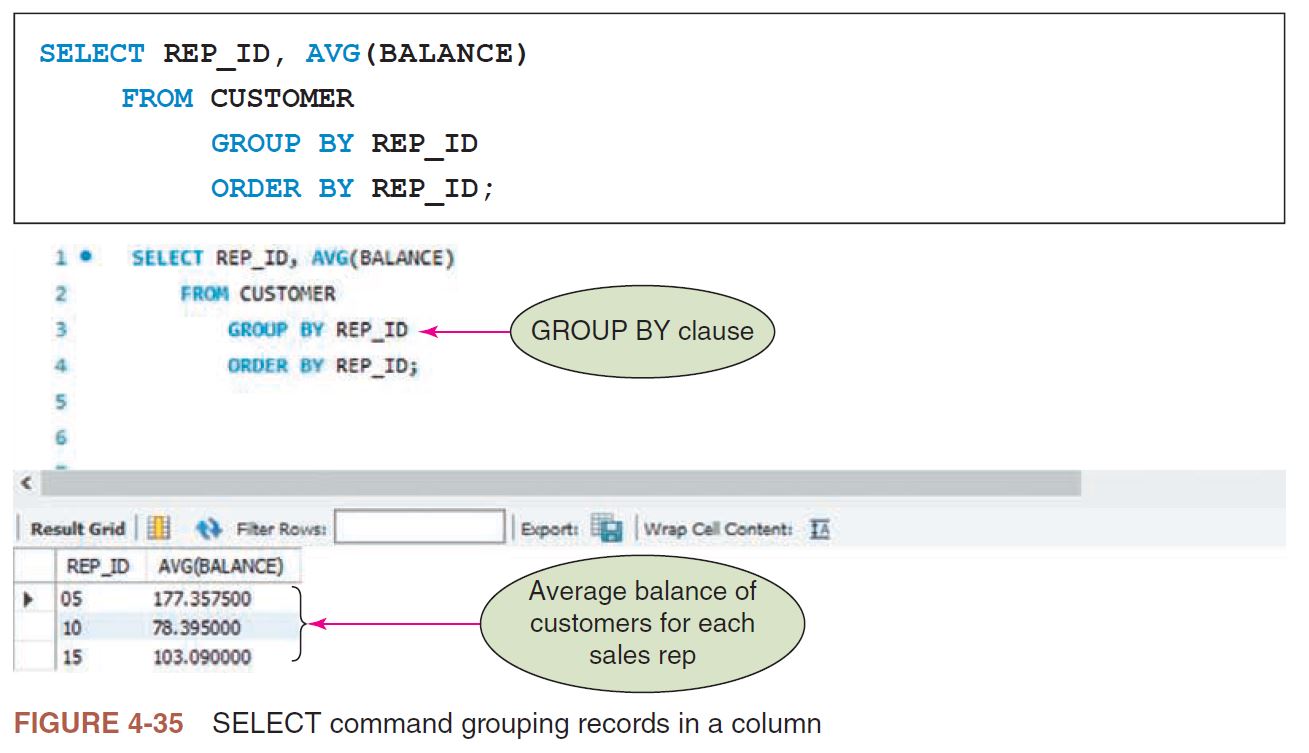 SELECT REP_ID, AVG(BALANCE)
FROM CUSTOMER
GROUP BY REP_ID
ORDER BY REP_ID;
1 SELECT REP_ID, AVG(BALANCE)
2 FROM CUSTOMER
3 GROUP BY REP_ID
GROUP BY clause
4 ORDER BY REP_ID;
5
6
Result Grid Filter Rows: Export: Wrap Cell Content: IA
REP_ID AVG(BALANCE)
05 177.357500
10 78.395000
15 103.090000
Average balance of
customers for each
sales rep
FIGURE 4-35 SELECT command grouping records in a column